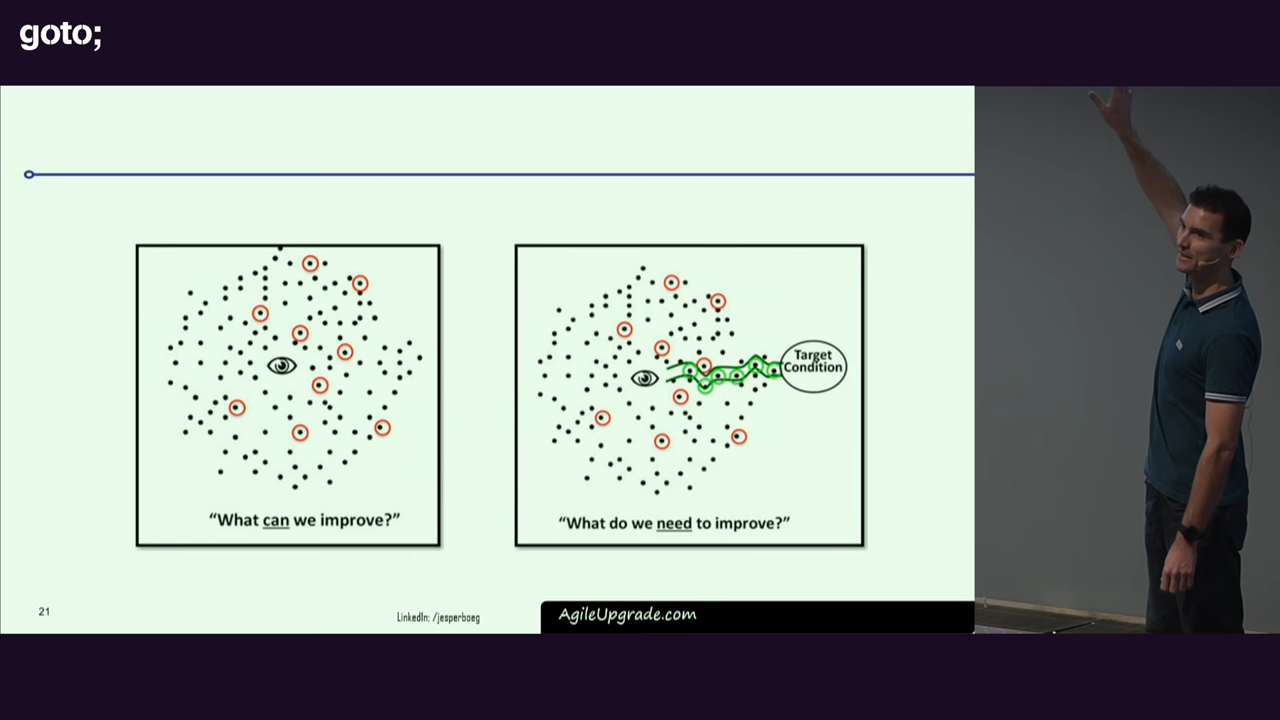 goto;
Target
Condition
“What can we improve?”
“What do we need to improve?”
21
LinkedIn: /jesperboeg
AgileUpgrade.com